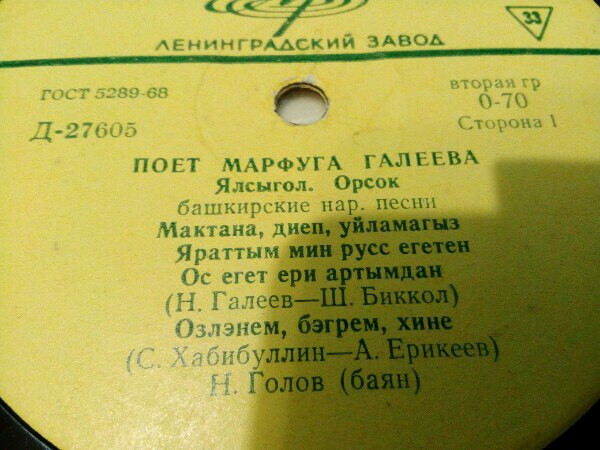 ЛЕНИНГРАДСКИЙ ЗАВОД
33
ГОСТ 5289-68
вторая гр
0-70
Д-27605
Сторона 1
ПОЕТ МАРФУГА ГАЛЕЕВА
Ялсыгол. Орсок
башкирские нар. песни
Мактана, диеп, уйламагыз
Яраттым мин русс егетен
Ос егет ери артымдан
(Н. Галеев—Ш. Биккол)
Озлэнем, бэгрем, хине
(С. Хабибуллин—А. Ерикеев)
Н. Голов (баян)